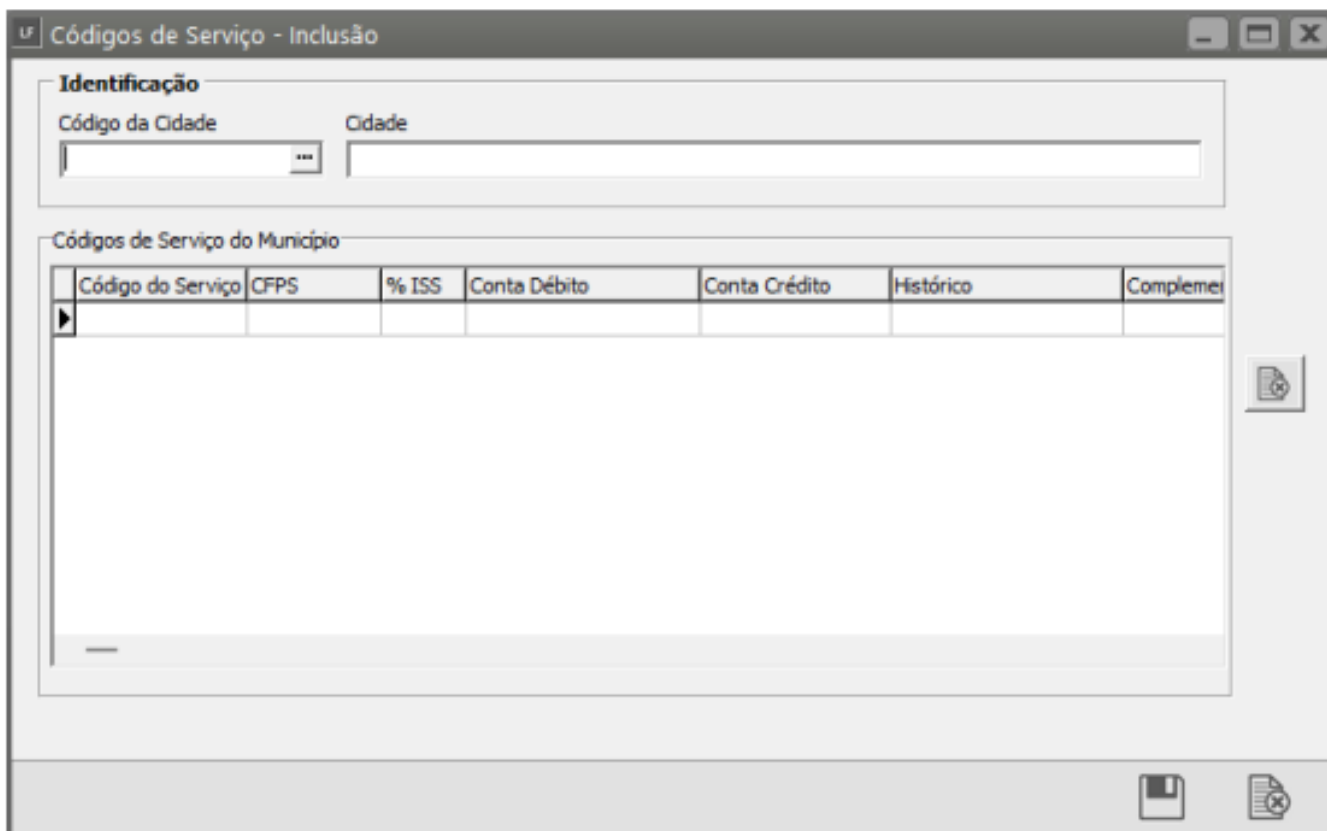 LF Códigos de Serviço - Inclusão
Identificação
Código da Cidade Cidade
...
Códigos de Serviço do Município
Código do Serviço CFPS % ISS Conta Débito Conta Crédito Histórico Complemen